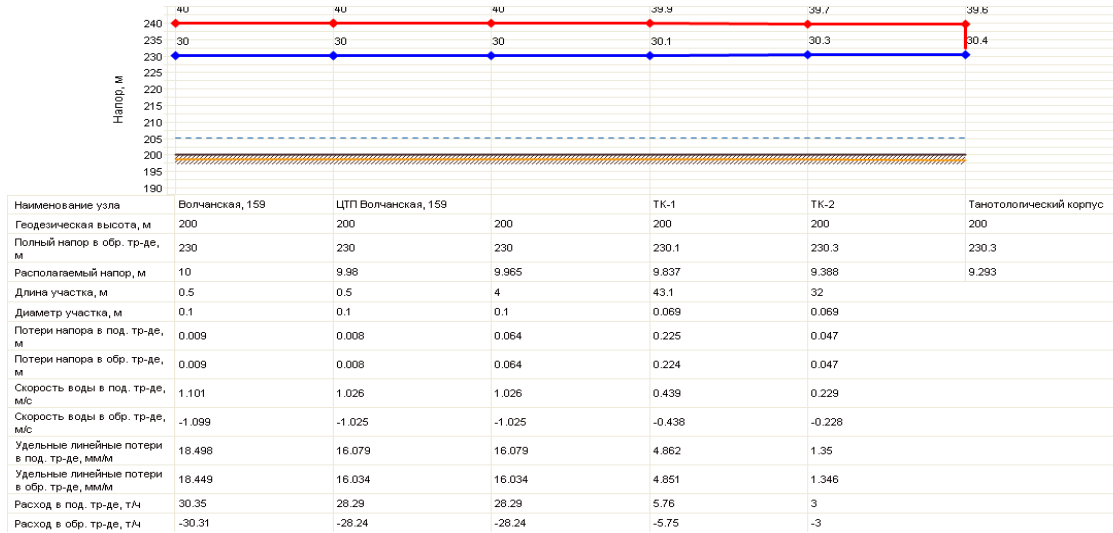 40 40 40 39.9 39.7 39.6
240
235
30 30 30 30.1 30.3 30.4
230
225
220
215
210
205
200
195
190
Напор, м
Наименование узла Волчанская, 159 ЦТП Волчанская, 159 ТК-1 ТК-2 Танотологический корпус
Геодезическая высота, м 200 200 200 200 200 200
Полный напор в обр. тр-де,
м 230 230 230 230.1 230.3 230.3
Располагаемый напор, м 10 9.98 9.965 9.837 9.388 9.293
Длина участка, м 0.5 0.5 4 43.1 32
Диаметр участка, м 0.1 0.1 0.1 0.069 0.069
Потери напора в под. тр-де,
м 0.009 0.008 0.064 0.225 0.047
Потери напора в обр. тр-де,
м 0.009 0.008 0.064 0.224 0.047
Скорость воды в под. тр-де,
м/с 1.101 1.026 1.026 0.439 0.229
Скорость воды в обр. тр-де,
м/с -1.099 -1.025 -1.025 -0.438 -0.228
Удельные линейные потери
в под. тр-де, мм/м 18.498 16.079 16.079 4.862 1.35
Удельные линейные потери
в обр. тр-де, мм/м 18.449 16.034 16.034 4.851 1.346
Расход в под. тр-де, т/ч 30.35 28.29 28.29 5.76 3
Расход в обр. тр-де, т/ч -30.31 -28.24 -28.24 -5.75 -3